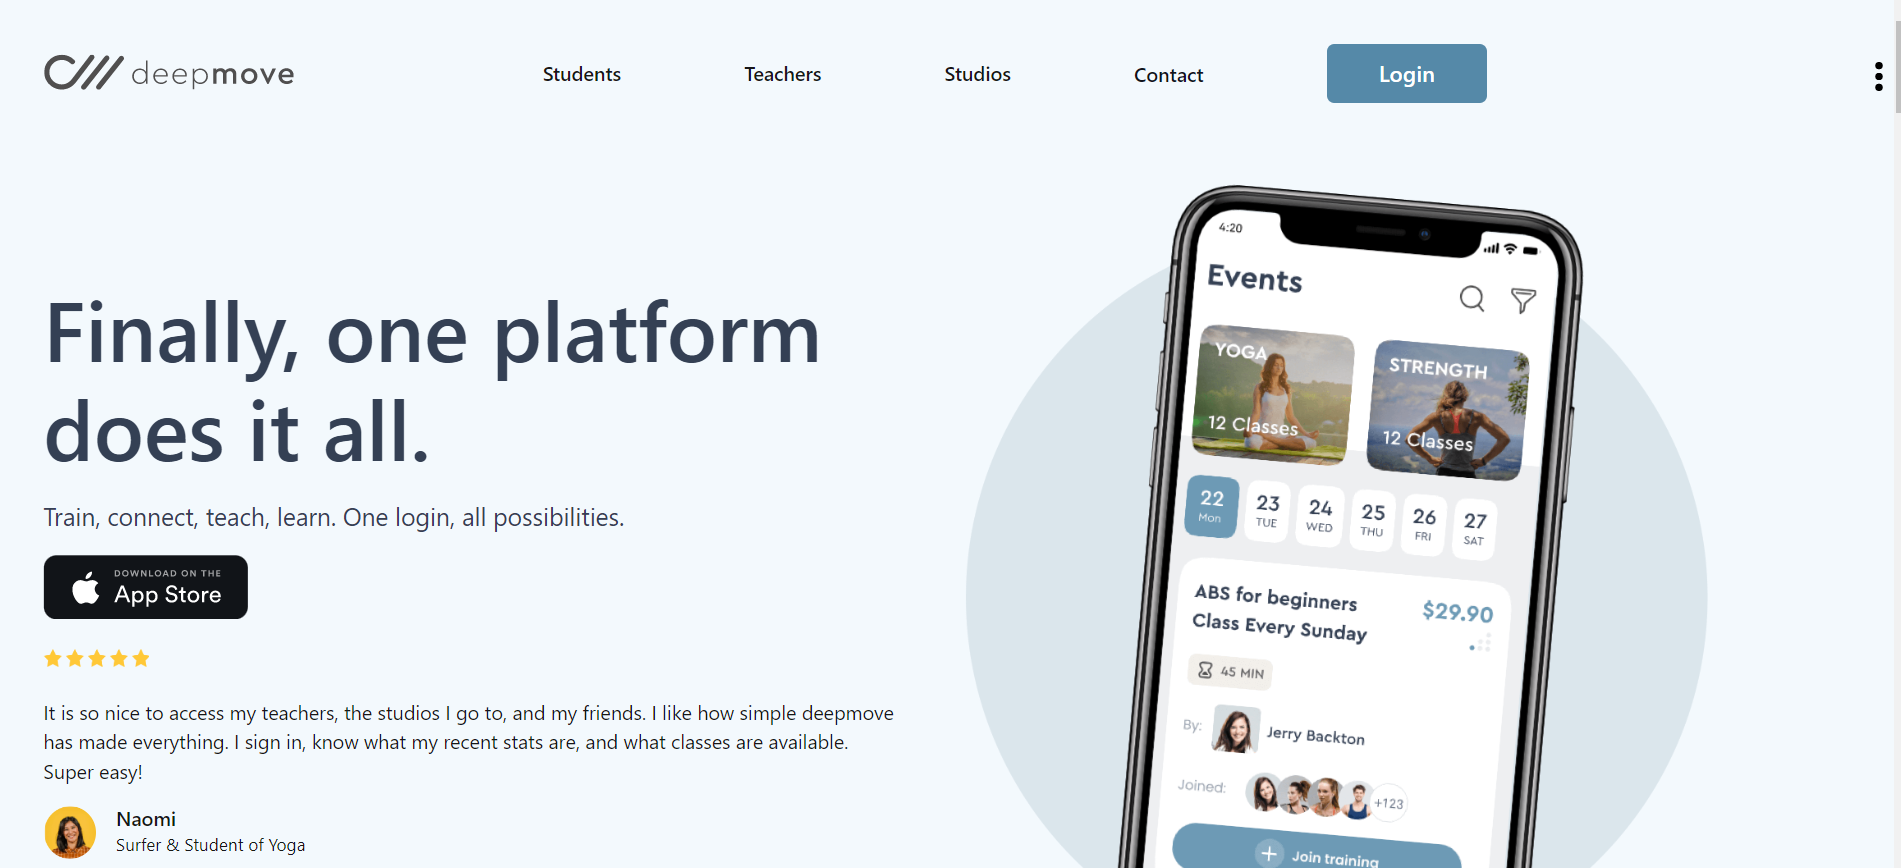 deepmove
Students
Teachers
Studios
Contact
Login
Finally, one platform
does it all.
Train, connect, teach, learn. One login, all possibilities.
DOWNLOAD ON THE
App Store
It is so nice to access my teachers, the studios I go to, and my friends. I like how simple deepmove
has made everything. I sign in, know what my recent stats are, and what classes are available.
Super easy!
Naomi
Surfer & Student of Yoga
4:20
Events
YOGA
12 Classes
STRENGTH
12 Classes
22 Mon
23 TUE
24 WED
25 THU
26 FRI
27 SAT
ABS for beginners
Class Every Sunday
$29.90
45 MIN
By: Jerry Backton
Joined: +123
Join training